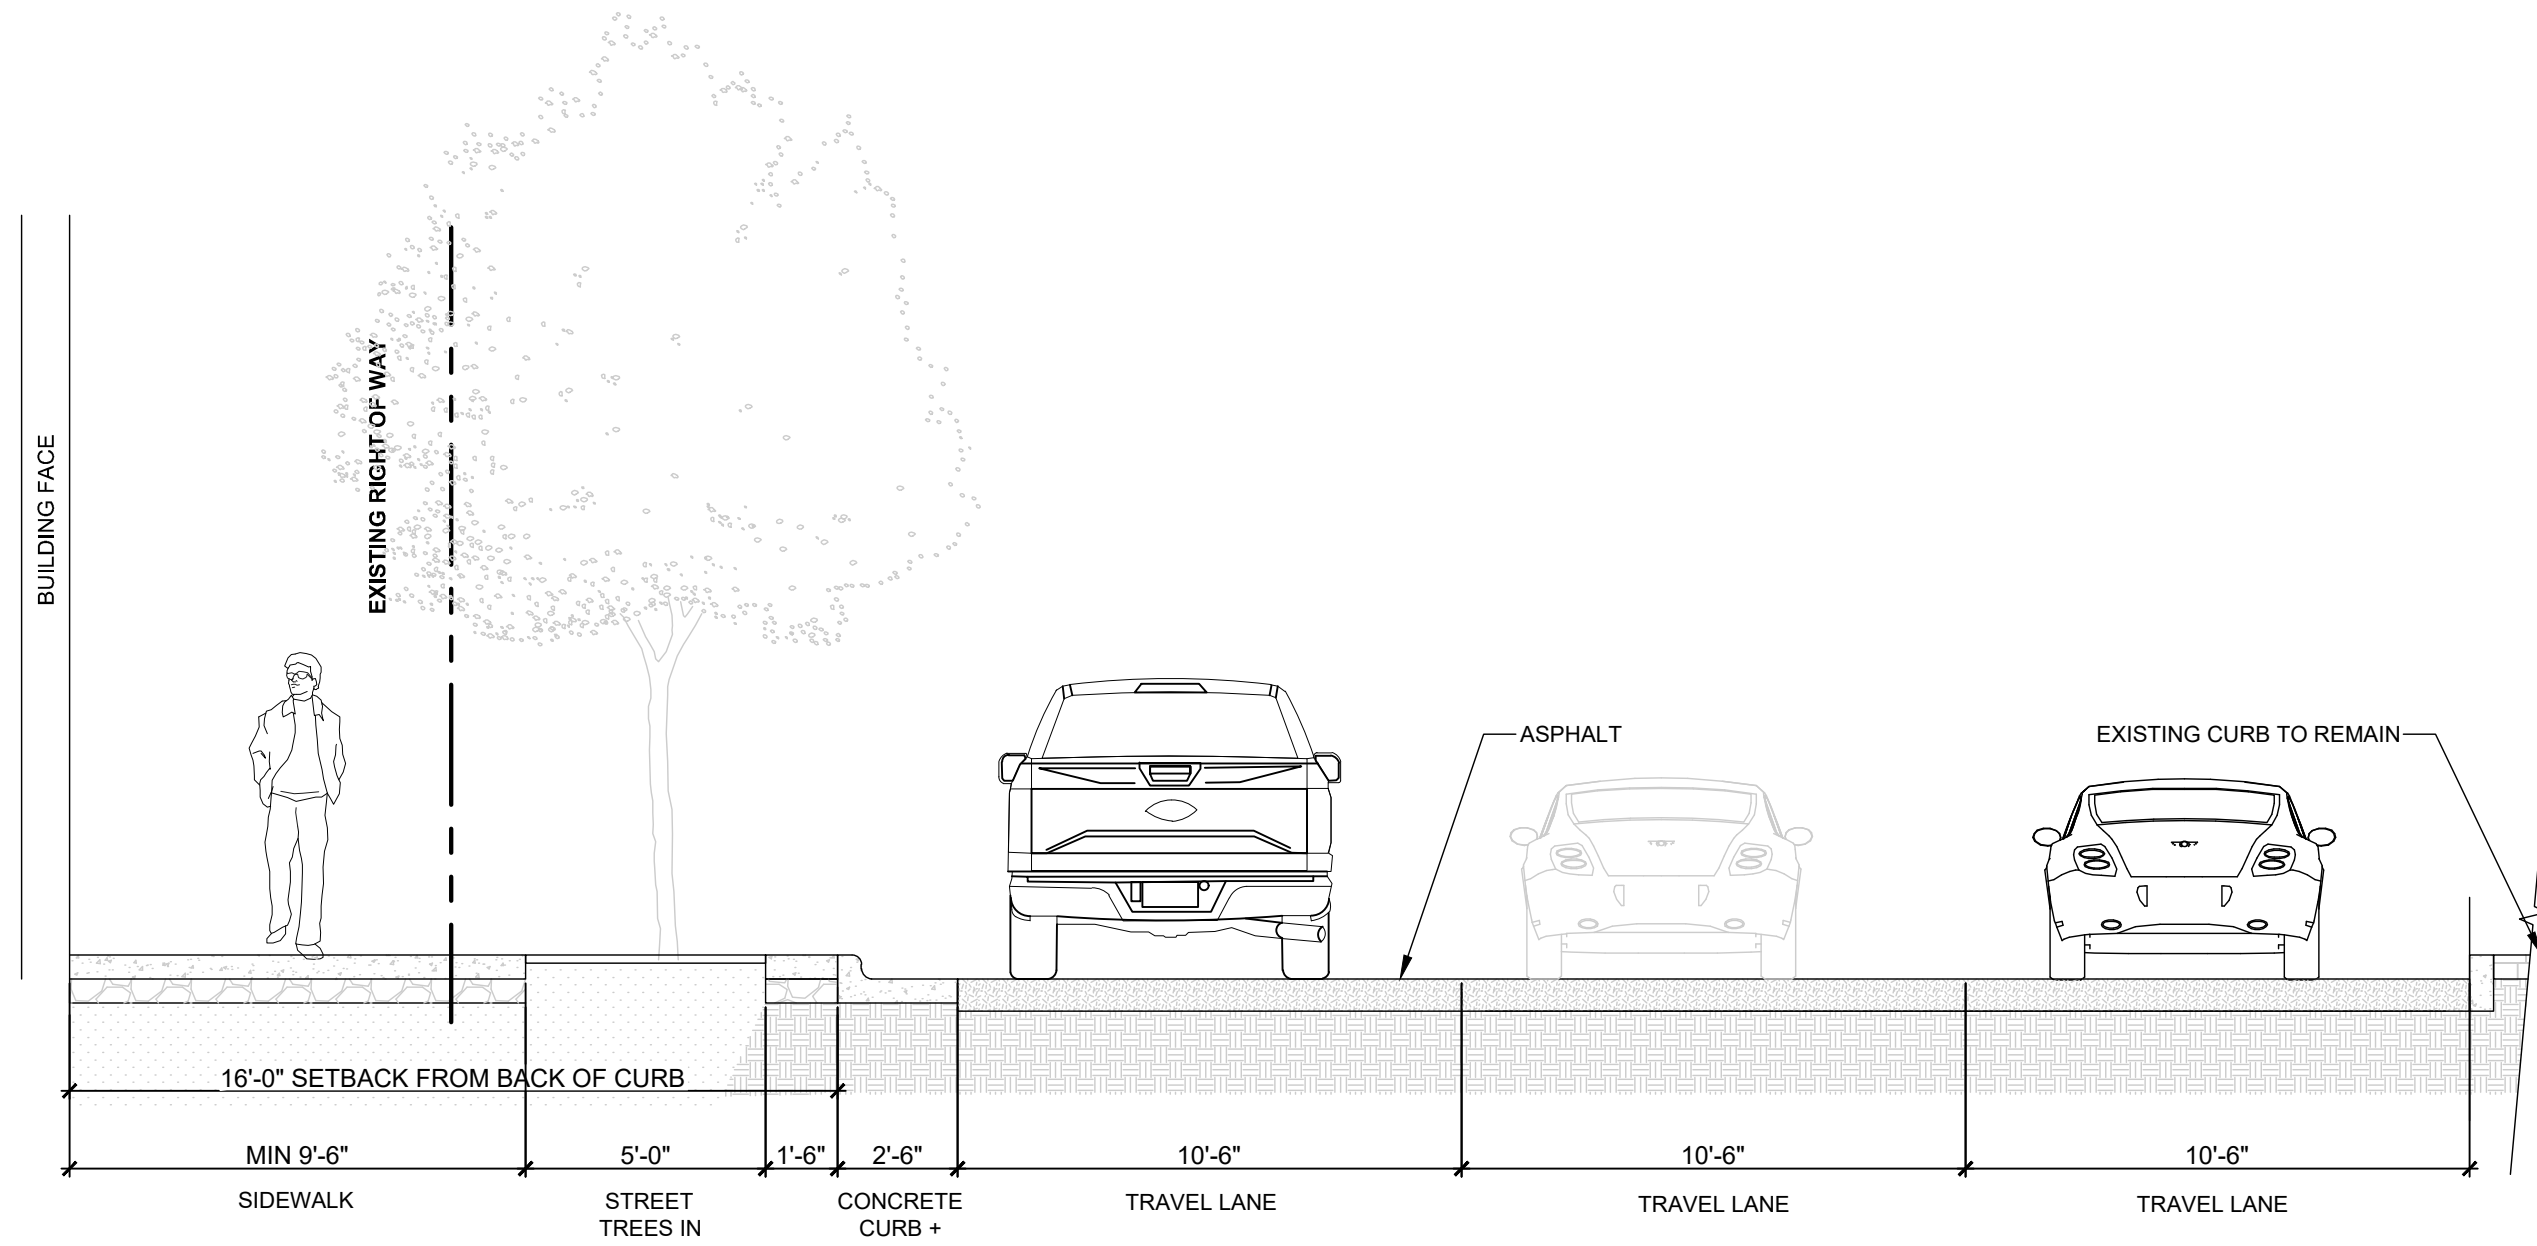 BUILDING FACE
EXISTING RIGHT OF WAY
ASPHALT
EXISTING CURB TO REMAIN
16'-0" SETBACK FROM BACK OF CURB
MIN 9'-6"
5'-0"
1'-6"
2'-6"
10'-6"
10'-6"
10'-6"
SIDEWALK
STREET
TREES IN
CONCRETE
CURB +
TRAVEL LANE
TRAVEL LANE
TRAVEL LANE